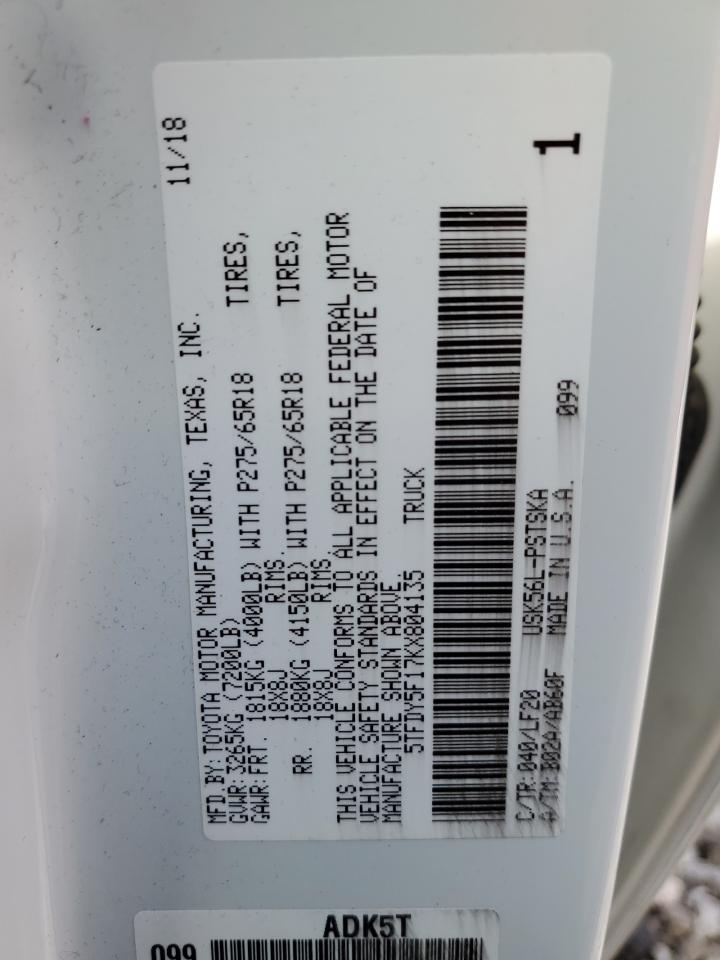 MFD.BY:TOYOTA MOTOR MANUFACTURING, TEXAS, INC. 11/18
GVWR:3265KG (7200LB)
GAWR:FRT. 1815KG (4000LB) WITH P275/65R18 TIRES,
18X8J RIMS.
RR. 1880KG (4150LB) WITH P275/65R18 TIRES,
18X8J RIMS.
THIS VEHICLE CONFORMS TO ALL APPLICABLE FEDERAL MOTOR
VEHICLE SAFETY STANDARDS IN EFFECT ON THE DATE OF
MANUFACTURE SHOWN ABOVE.
5TFDY5F17KX804135 TRUCK
C/TR:040/LF20 USK56L-PSTSKA 099
A/TM:B02A/AB60F MADE IN U.S.A.
1
ADK5T
099